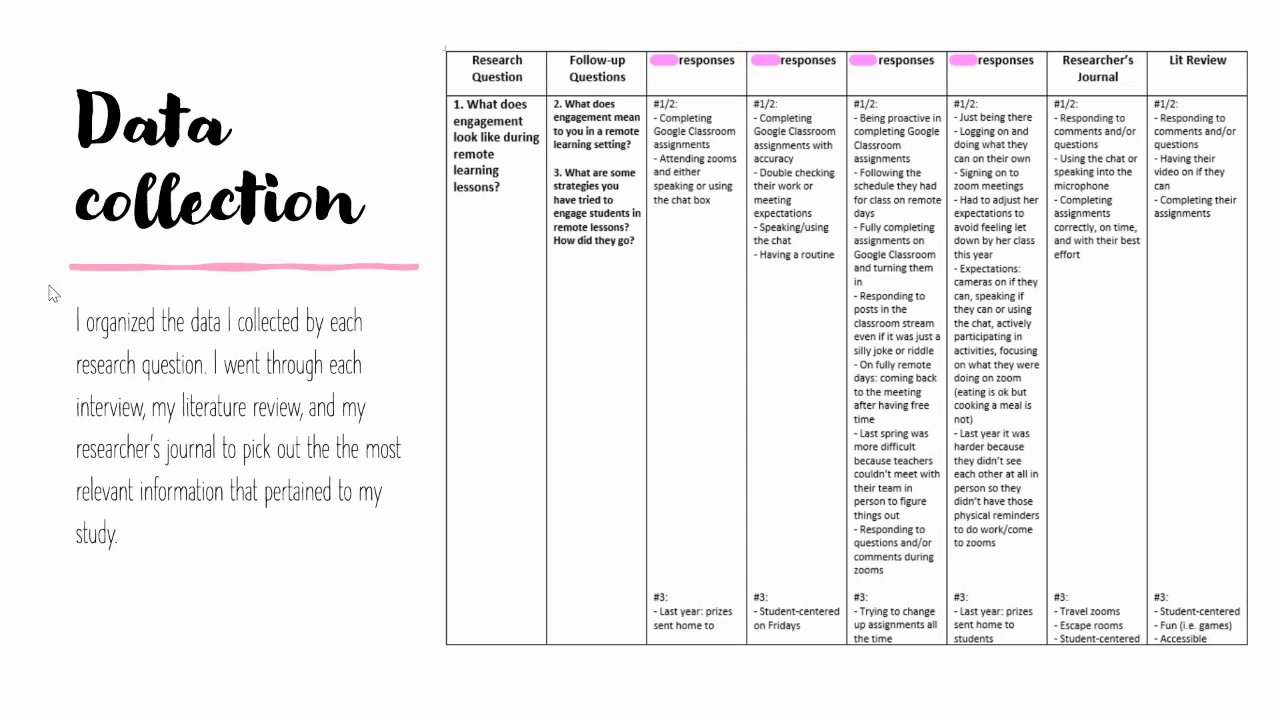 Data
collection
I organized the data I collected by each
research question. I went through each
interview, my literature review, and my
researcher's journal to pick out the the most
relevant information that pertained to my
study.
Research
Question
Follow-up
Questions
responses
responses
responses
responses
Researcher's
Journal
Lit Review
1. What does
engagement
look like during
remote
learning
lessons?
2. What does
engagement mean
to you in a remote
learning setting?
3. What are some
strategies you
have tried to
engage students in
remote lessons?
How did they go?
#1/2:
- Completing
Google Classroom
assignments
- Attending zooms
and either
speaking or using
the chat box
#3:
- Last year: prizes
sent home to
#1/2:
- Completing
Google Classroom
assignments with
accuracy
- Double checking
their work or
meeting
expectations
- Speaking/using
the chat
- Having a routine
#3:
- Student-centered
on Fridays
#1/2:
- Being proactive in
completing Google
Classroom
assignments
- Following the
schedule they had
for class on remote
days
- Fully completing
assignments on
Google Classroom
and turning them
in
- Responding to
posts in the
classroom stream
even if it was just a
silly joke or riddle
- On fully remote
days: coming back
to the meeting
after having free
time
- Last spring was
more difficult
because teachers
couldn't meet with
their team in
person to figure
things out
- Responding to
questions and/or
comments during
zooms
#3:
- Trying to change
up assignments all
the time
#1/2:
- Just being there
- Logging on and
doing what they
can on their own
- Signing on to
zoom meetings
- Had to adjust her
expectations to
avoid feeling let
down by her class
this year
- Expectations:
cameras on if they
can, speaking if
they can or using
the chat, actively
participating in
activities, focusing
on what they were
doing on zoom
(eating is ok but
cooking a meal is
not)
- Last year it was
harder because
they didn't see
each other at all in
person so they
didn't have those
physical reminders
to do work/come
to zooms
#3:
- Last year: prizes
sent home to
students
#1/2:
- Responding to
comments and/or
questions
- Using the chat or
speaking into the
microphone
- Completing
assignments
correctly, on time,
and with their best
effort
#3:
- Travel zooms
- Escape rooms
- Student-centered
#1/2:
- Responding to
comments and/or
questions
- Having their
video on if they
can
- Completing their
assignments
#3:
- Student-centered
- Fun (i.e. games)
- Accessible